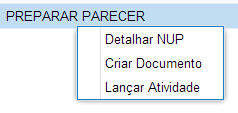 PREPARAR PARECER
Detalhar NUP
Criar Documento
Lançar Atividade